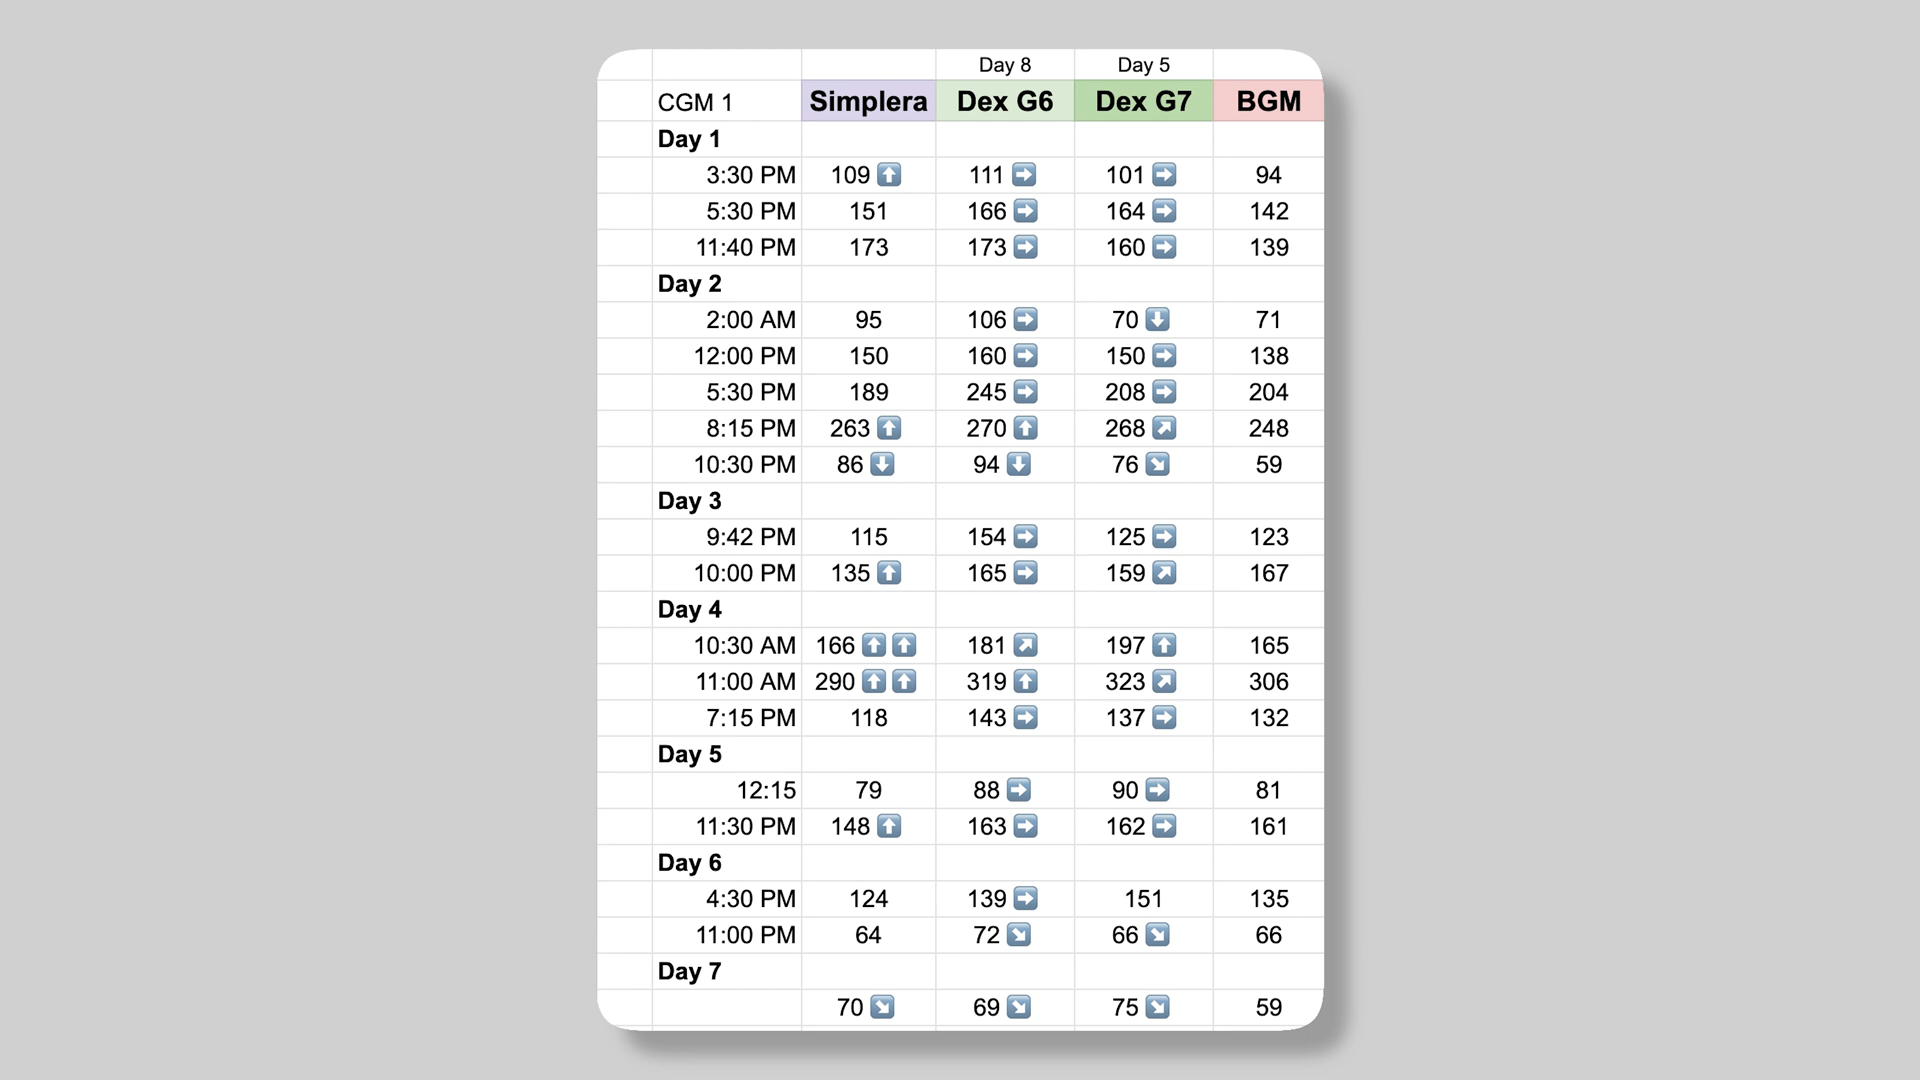 Day 8 Day 5
CGM 1 Simplera Dex G6 Dex G7 BGM
Day 1
3:30 PM 109 ⬆️ 111 ➡️ 101 ➡️ 94
5:30 PM 151 166 ➡️ 164 ➡️ 142
11:40 PM 173 173 ➡️ 160 ➡️ 139
Day 2
2:00 AM 95 106 ➡️ 70 ⬇️ 71
12:00 PM 150 160 ➡️ 150 ➡️ 138
5:30 PM 189 245 ➡️ 208 ➡️ 204
8:15 PM 263 ⬆️ 270 ⬆️ 268 ↗️ 248
10:30 PM 86 ⬇️ 94 ⬇️ 76 ↘️ 59
Day 3
9:42 PM 115 154 ➡️ 125 ➡️ 123
10:00 PM 135 ⬆️ 165 ➡️ 159 ↗️ 167
Day 4
10:30 AM 166 ⬆️ ⬆️ 181 ↗️ 197 ⬆️ 165
11:00 AM 290 ⬆️ ⬆️ 319 ⬆️ 323 ↗️ 306
7:15 PM 118 143 ➡️ 137 ➡️ 132
Day 5
12:15 79 88 ➡️ 90 ➡️ 81
11:30 PM 148 ⬆️ 163 ➡️ 162 ➡️ 161
Day 6
4:30 PM 124 139 ➡️ 151 135
11:00 PM 64 72 ↘️ 66 ↘️ 66
Day 7
70 ↘️ 69 ↘️ 75 ↘️ 59